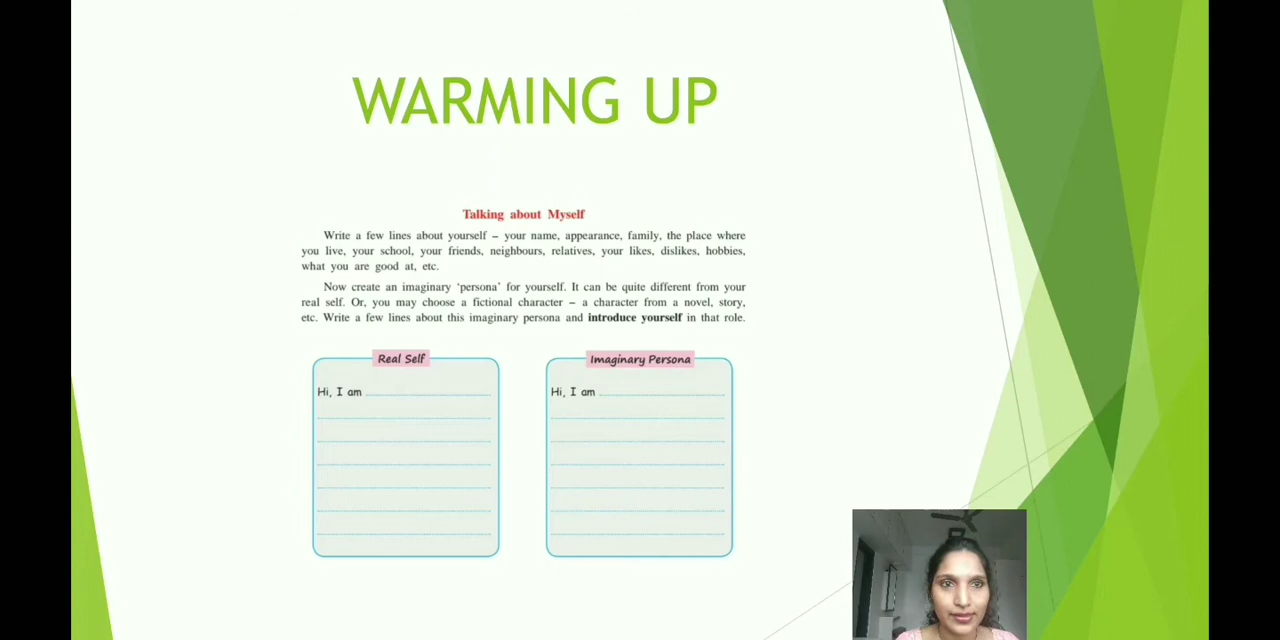 WARMING UP
Talking about Myself
Write a few lines about yourself – your name, appearance, family, the place where
you live, your school, your friends, neighbours, relatives, your likes, dislikes, hobbies,
what you are good at, etc.
Now create an imaginary ‘persona’ for yourself. It can be quite different from your
real self. Or, you may choose a fictional character – a character from a novel, story,
etc. Write a few lines about this imaginary persona and introduce yourself in that role.
Real Self
Hi, I am
Imaginary Persona
Hi, I am